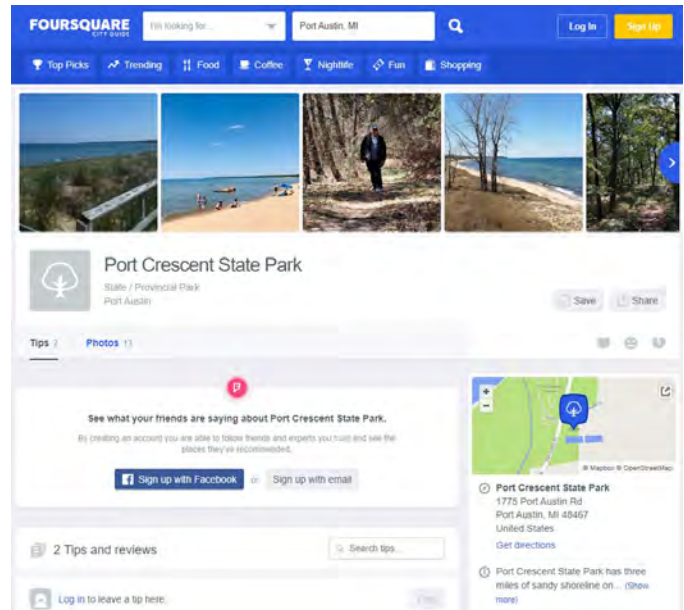 FOURSQUARE
CITY GUIDE
I'm looking for...
Port Austin, MI
Log In
Sign Up
Top Picks
Trending
Food
Coffee
Nightlife
Fun
Shopping
Port Crescent State Park
State / Provincial Park
Port Austin
Save
Share
Tips 2
Photos 13
See what your friends are saying about Port Crescent State Park.
By creating an account you are able to follow friends and experts you trust and see the
places they've recommended.
Sign up with Facebook
or
Sign up with email
2 Tips and reviews
Search tips...
Log in to leave a tip here.
Post
+
−
© Mapbox © OpenStreetMap
Port Crescent State Park
1775 Port Austin Rd
Port Austin, MI 48467
United States
Get directions
Port Crescent State Park has three
miles of sandy shoreline on... (Show
more)